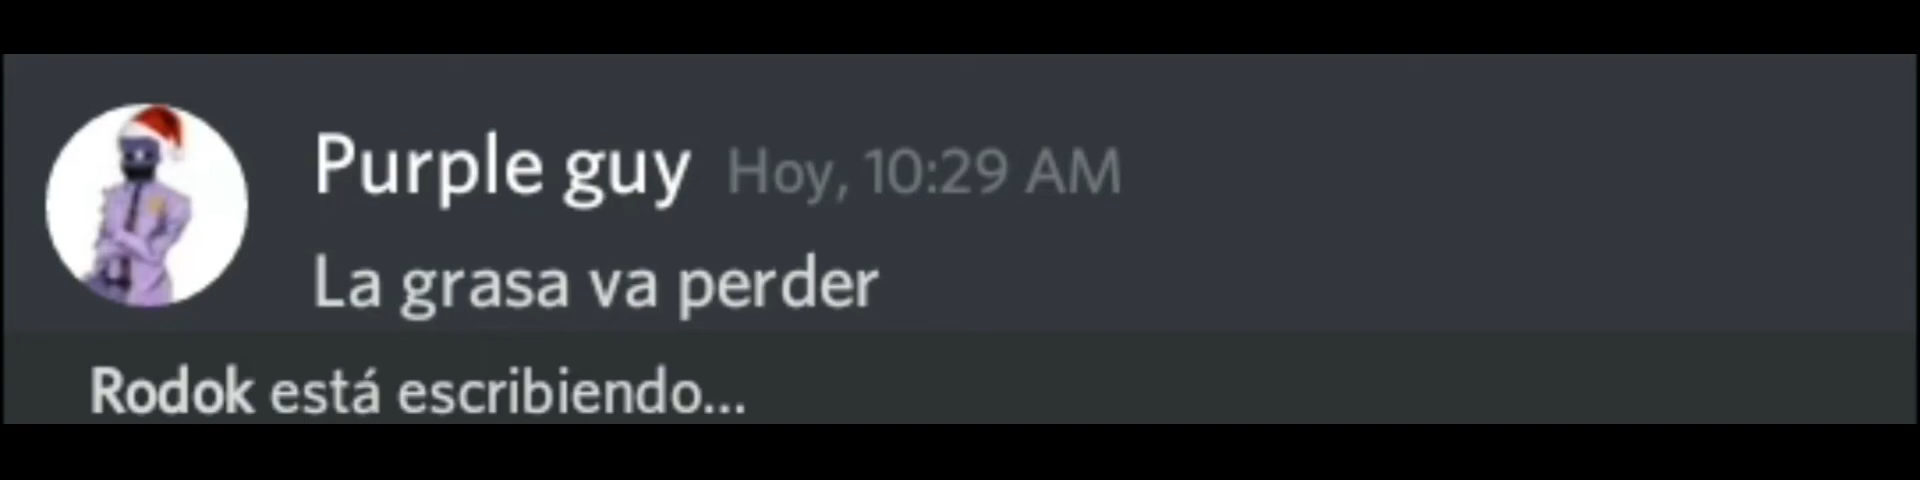 Purple guy Hoy, 10:29 AM
La grasa va perder
Rodok está escribiendo...